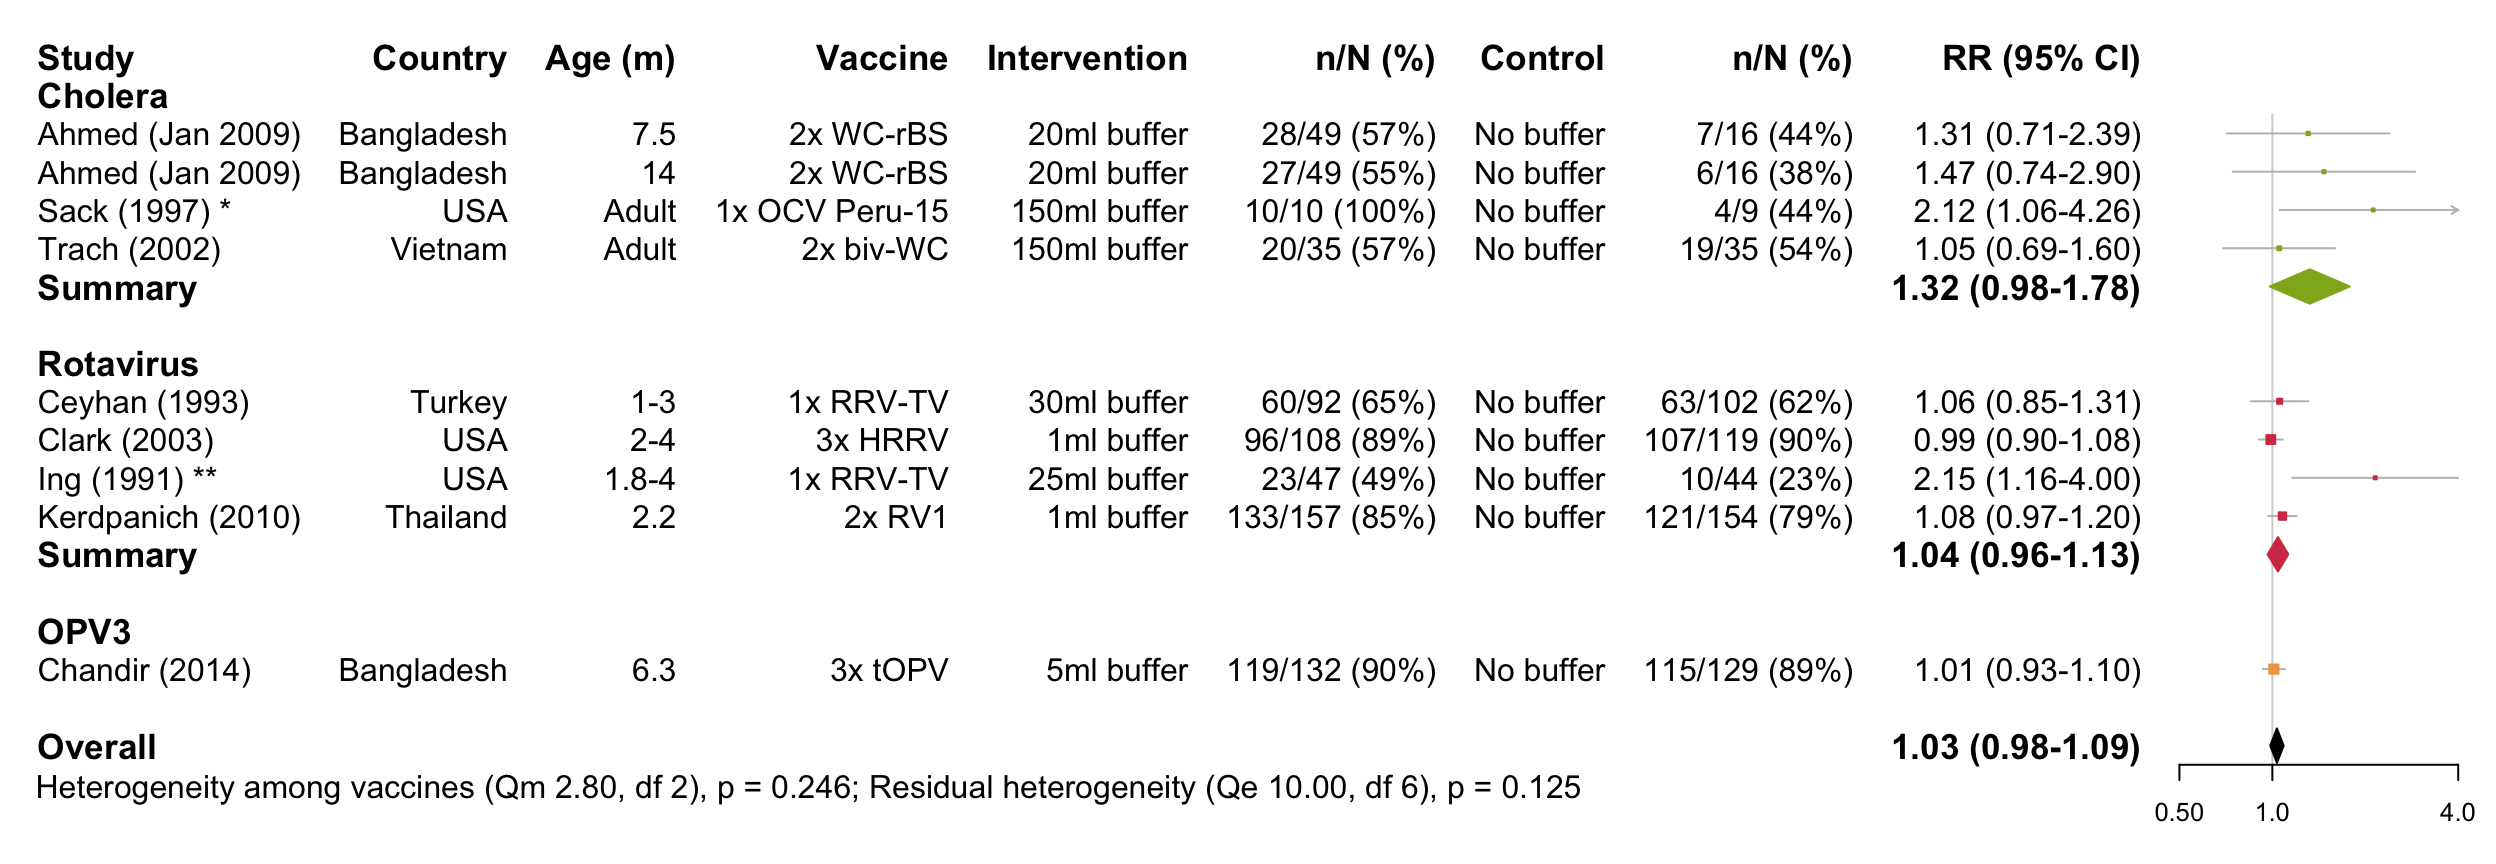 Study Country Age (m) Vaccine Intervention n/N (%) Control n/N (%) RR (95% CI)
Cholera
Ahmed (Jan 2009) Bangladesh 7.5 2x WC-rBS 20ml buffer 28/49 (57%) No buffer 7/16 (44%) 1.31 (0.71-2.39)
Ahmed (Jan 2009) Bangladesh 14 2x WC-rBS 20ml buffer 27/49 (55%) No buffer 6/16 (38%) 1.47 (0.74-2.90)
Sack (1997) * USA Adult 1x OCV Peru-15 150ml buffer 10/10 (100%) No buffer 4/9 (44%) 2.12 (1.06-4.26)
Trach (2002) Vietnam Adult 2x biv-WC 150ml buffer 20/35 (57%) No buffer 19/35 (54%) 1.05 (0.69-1.60)
Summary 1.32 (0.98-1.78)
Rotavirus
Ceyhan (1993) Turkey 1-3 1x RRV-TV 30ml buffer 60/92 (65%) No buffer 63/102 (62%) 1.06 (0.85-1.31)
Clark (2003) USA 2-4 3x HRRV 1ml buffer 96/108 (89%) No buffer 107/119 (90%) 0.99 (0.90-1.08)
Ing (1991) ** USA 1.8-4 1x RRV-TV 25ml buffer 23/47 (49%) No buffer 10/44 (23%) 2.15 (1.16-4.00)
Kerdpanich (2010) Thailand 2.2 2x RV1 1ml buffer 133/157 (85%) No buffer 121/154 (79%) 1.08 (0.97-1.20)
Summary 1.04 (0.96-1.13)
OPV3
Chandir (2014) Bangladesh 6.3 3x tOPV 5ml buffer 119/132 (90%) No buffer 115/129 (89%) 1.01 (0.93-1.10)
Overall 1.03 (0.98-1.09)
Heterogeneity among vaccines (Qm 2.80, df 2), p = 0.246; Residual heterogeneity (Qe 10.00, df 6), p = 0.125
0.50 1.0 4.0